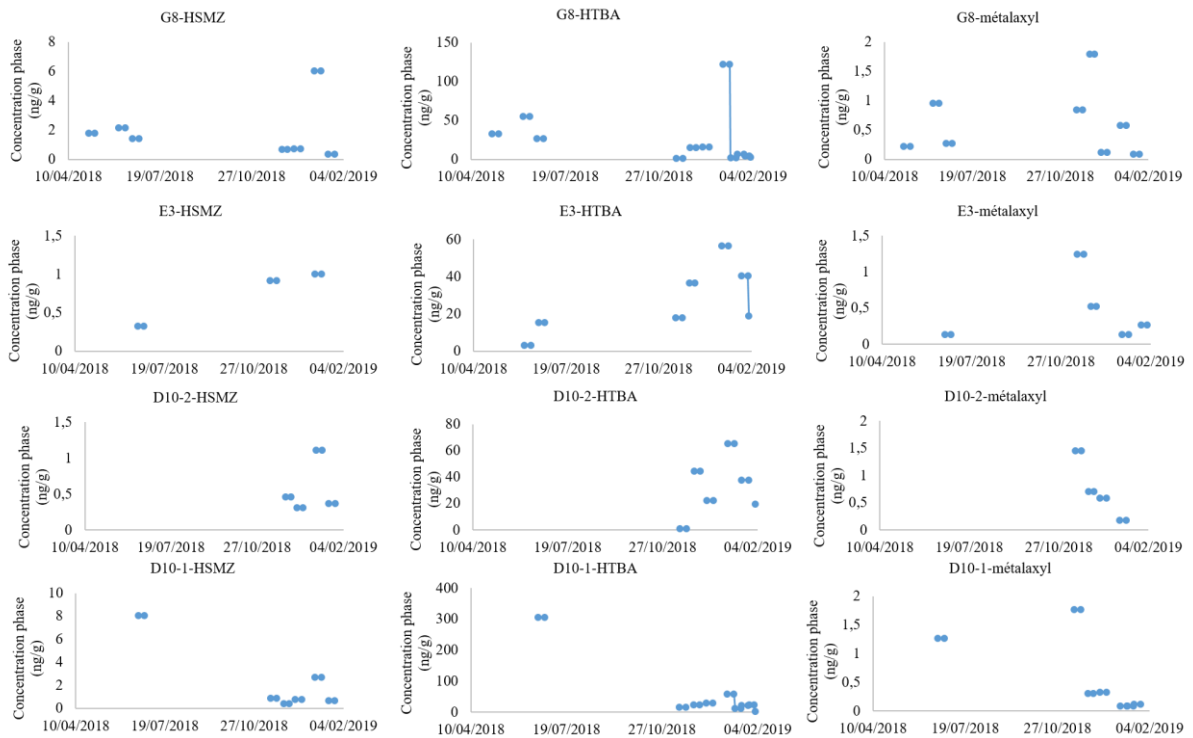 G8-HSMZ
Concentration phase
(ng/g)
8
6
4
2
0
10/04/2018 19/07/2018 27/10/2018 04/02/2019
G8-HTBA
Concentration phase
(ng/g)
150
100
50
0
10/04/2018 19/07/2018 27/10/2018 04/02/2019
G8-métalaxyl
Concentration phase
(ng/g)
2
1,5
1
0,5
0
10/04/2018 19/07/2018 27/10/2018 04/02/2019
E3-HSMZ
Concentration phase
(ng/g)
1,5
1
0,5
0
10/04/2018 19/07/2018 27/10/2018 04/02/2019
E3-HTBA
Concentration phase
(ng/g)
60
40
20
0
10/04/2018 19/07/2018 27/10/2018 04/02/2019
E3-métalaxyl
Concentration phase
(ng/g)
1,5
1
0,5
0
10/04/2018 19/07/2018 27/10/2018 04/02/2019
D10-2-HSMZ
Concentration phase
(ng/g)
1,5
1
0,5
0
10/04/2018 19/07/2018 27/10/2018 04/02/2019
D10-2-HTBA
Concentration phase
(ng/g)
80
60
40
20
0
10/04/2018 19/07/2018 27/10/2018 04/02/2019
D10-2-métalaxyl
Concentration phase
(ng/g)
2
1,5
1
0,5
0
10/04/2018 19/07/2018 27/10/2018 04/02/2019
D10-1-HSMZ
Concentration phase
(ng/g)
10
8
6
4
2
0
10/04/2018 19/07/2018 27/10/2018 04/02/2019
D10-1-HTBA
Concentration phase
(ng/g)
400
300
200
100
0
10/04/2018 19/07/2018 27/10/2018 04/02/2019
D10-1-métalaxyl
Concentration phase
(ng/g)
2
1,5
1
0,5
0
10/04/2018 19/07/2018 27/10/2018 04/02/2019